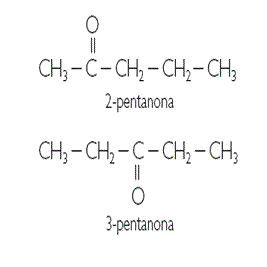 O
||
CH₃–C–CH₂–CH₂–CH₃
2-pentanona
CH₃–CH₂–C–CH₂–CH₃
||
O
3-pentanona